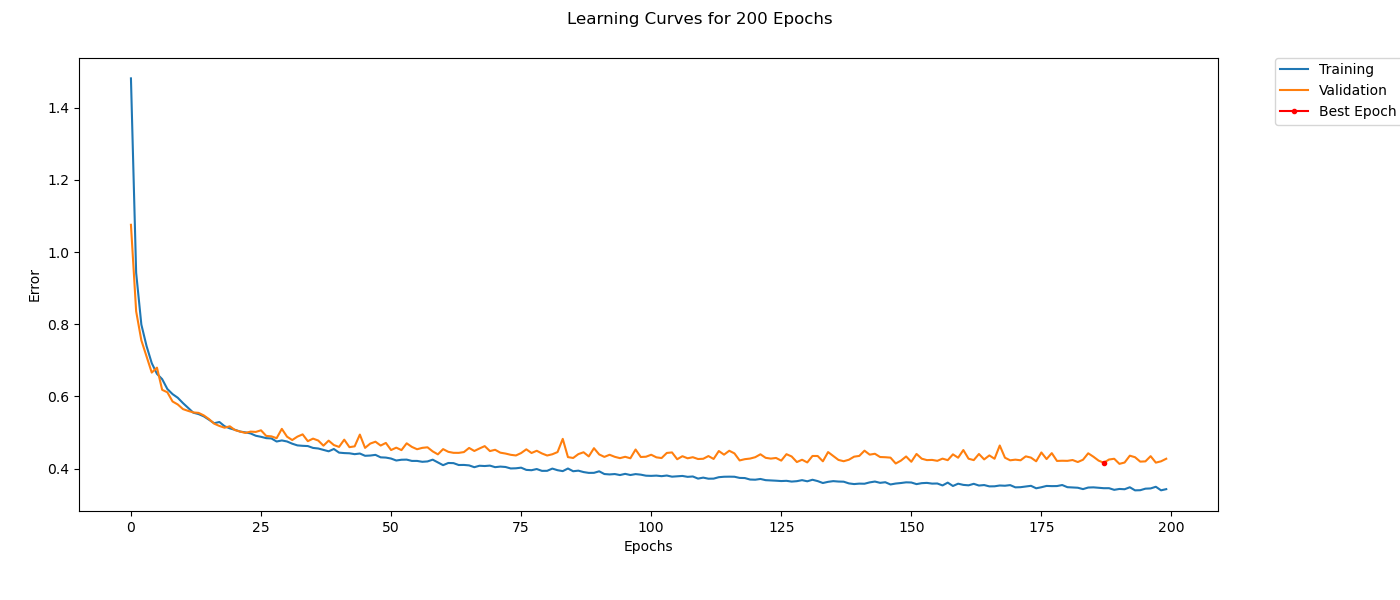 Learning Curves for 200 Epochs
Training
Validation
Best Epoch
1.4
1.2
1.0
0.8
0.6
0.4
Error
0 25 50 75 100 125 150 175 200
Epochs